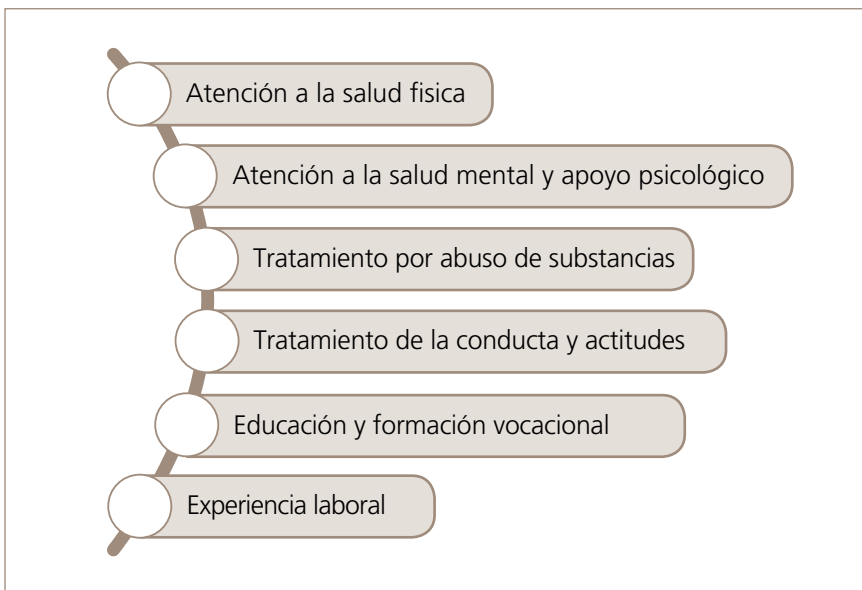 Atención a la salud fisica
Atención a la salud mental y apoyo psicológico
Tratamiento por abuso de substancias
Tratamiento de la conducta y actitudes
Educación y formación vocacional
Experiencia laboral